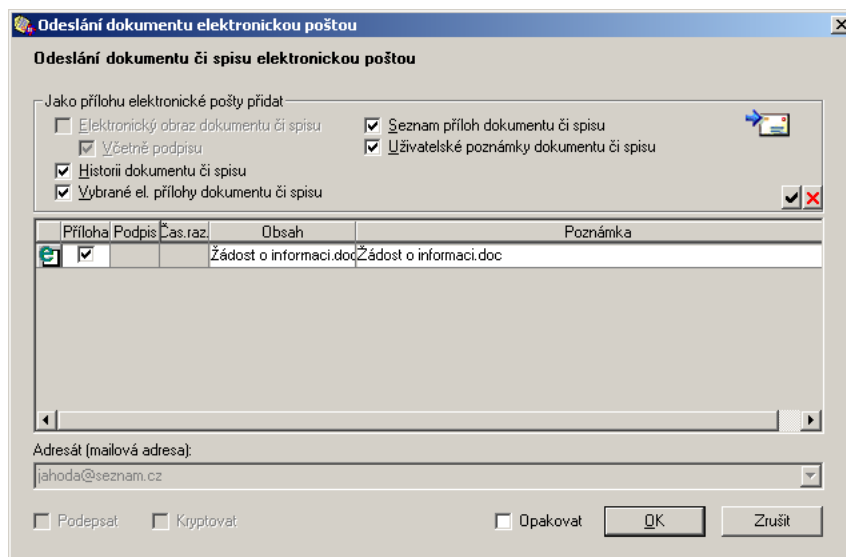 Odeslání dokumentu elektronickou poštou
Odeslání dokumentu či spisu elektronickou poštou
Jako přílohu elektronické pošty přidat
Elektronický obraz dokumentu či spisu
Seznam příloh dokumentu či spisu
Včetně podpisu
Uživatelské poznámky dokumentu či spisu
Historii dokumentu či spisu
Vybrané el. přílohy dokumentu či spisu
Příloha Podpis Čas.raz. Obsah Poznámka
Žádost o informaci.doc Žádost o informaci.doc
Adresát (mailová adresa):
jahoda@seznam.cz
Podepsat Kryptovat Opakovat OK Zrušit